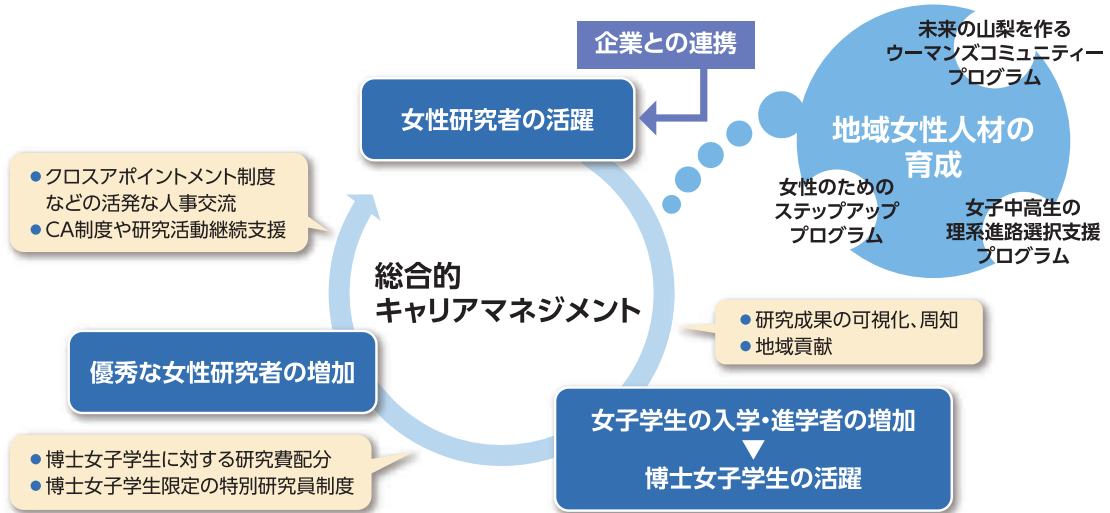 企業との連携
女性研究者の活躍
未来の山梨を作る
ウーマンズコミュニティー
プログラム
地域女性人材の
育成
女性のための
ステップアップ
プログラム
女子中高生の
理系進路選択支援
プログラム
●クロスアポイントメント制度
などの活発な人事交流
●CA制度や研究活動継続支援
総合的
キャリアマネジメント
●研究成果の可視化、周知
●地域貢献
優秀な女性研究者の増加
女子学生の入学・進学者の増加
▼
博士女子学生の活躍
●博士女子学生に対する研究費配分
●博士女子学生限定の特別研究員制度